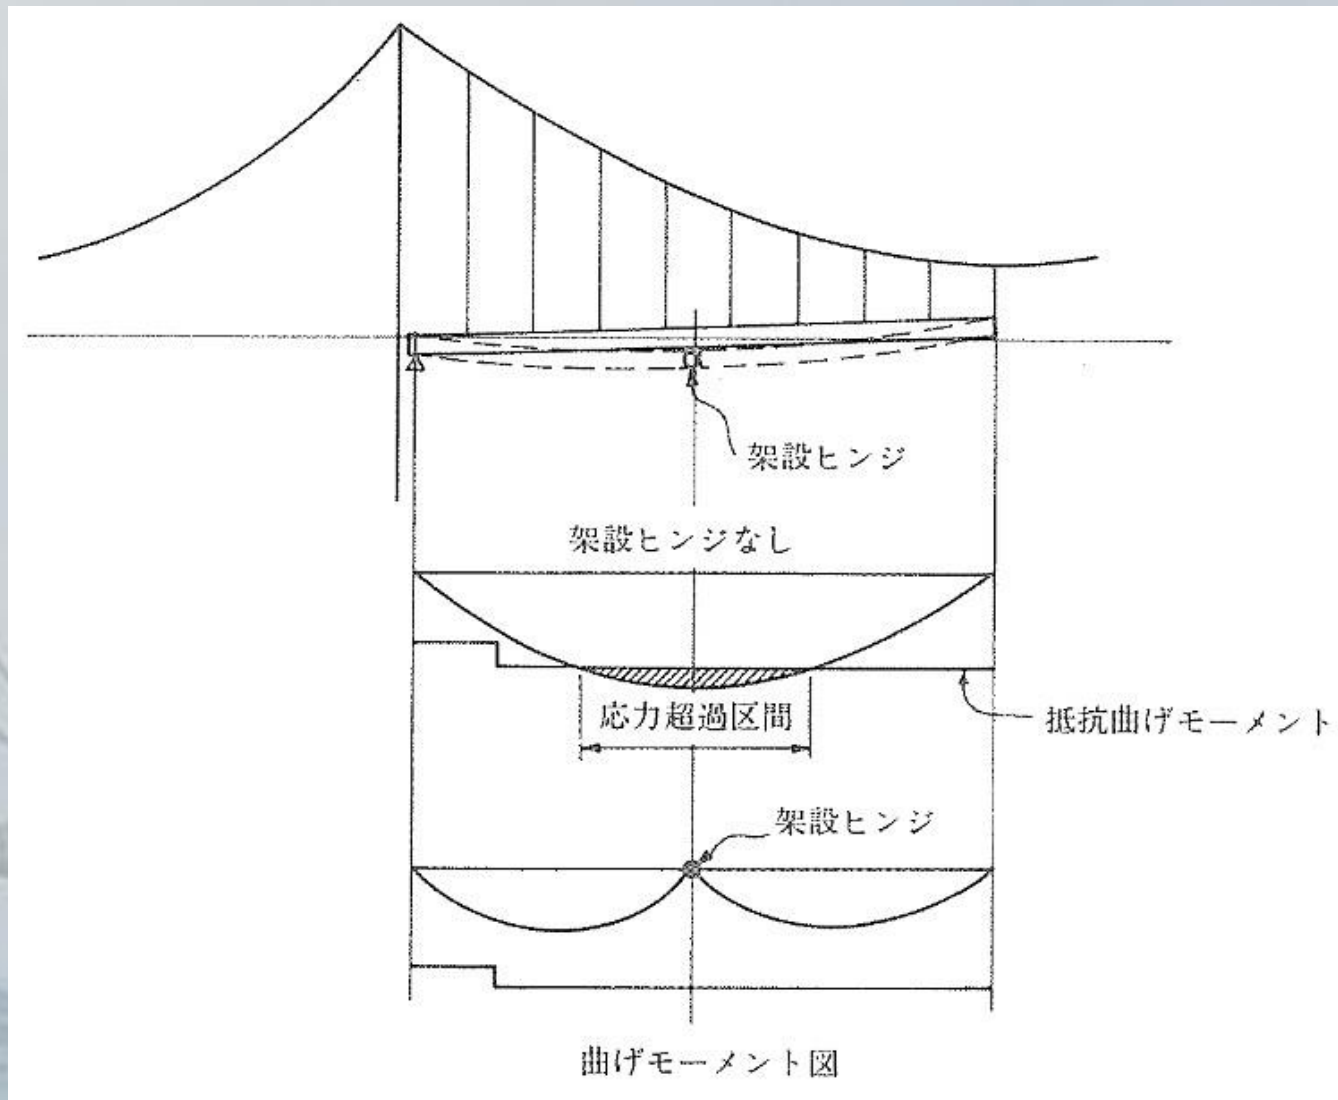 架設ヒンジ
架設ヒンジなし
応力超過区間
抵抗曲げモーメント
架設ヒンジ
曲げモーメント図